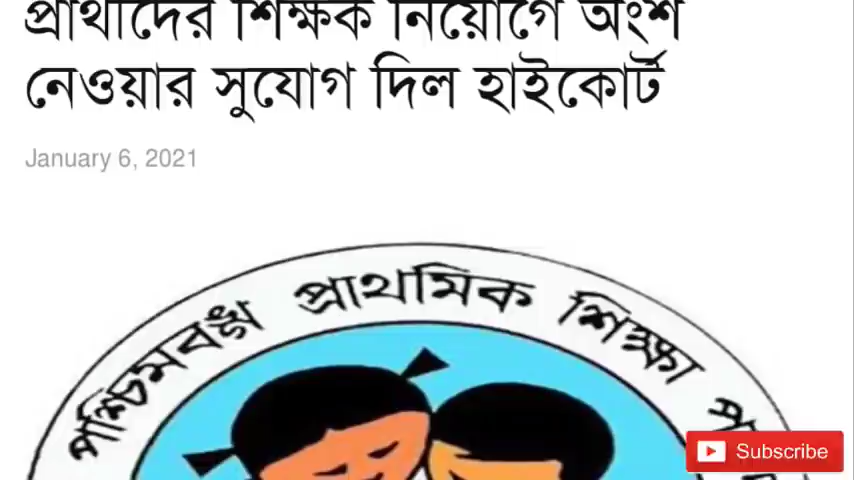 প্রার্থীদের শিক্ষক নিয়োগে অংশ
নেওয়ার সুযোগ দিল হাইকোর্ট
January 6, 2021
পশ্চিমবঙ্গ প্রাথমিক শিক্ষা
Subscribe